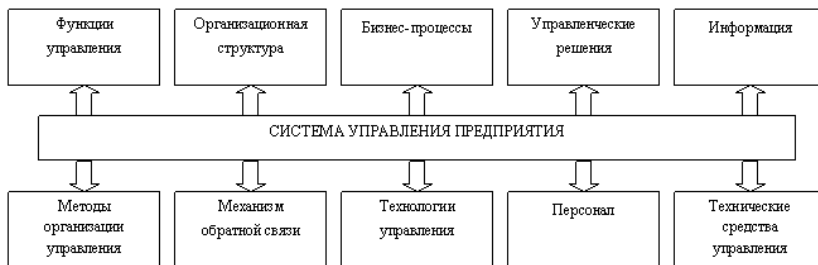 Функции
управления
Организационная
структура
Бизнес-процессы
Управленческие
решения
Информация
СИСТЕМА УПРАВЛЕНИЯ ПРЕДПРИЯТИЯ
Методы
организации
управления
Механизм
обратной связи
Технологии
управления
Персонал
Технические
средства
управления